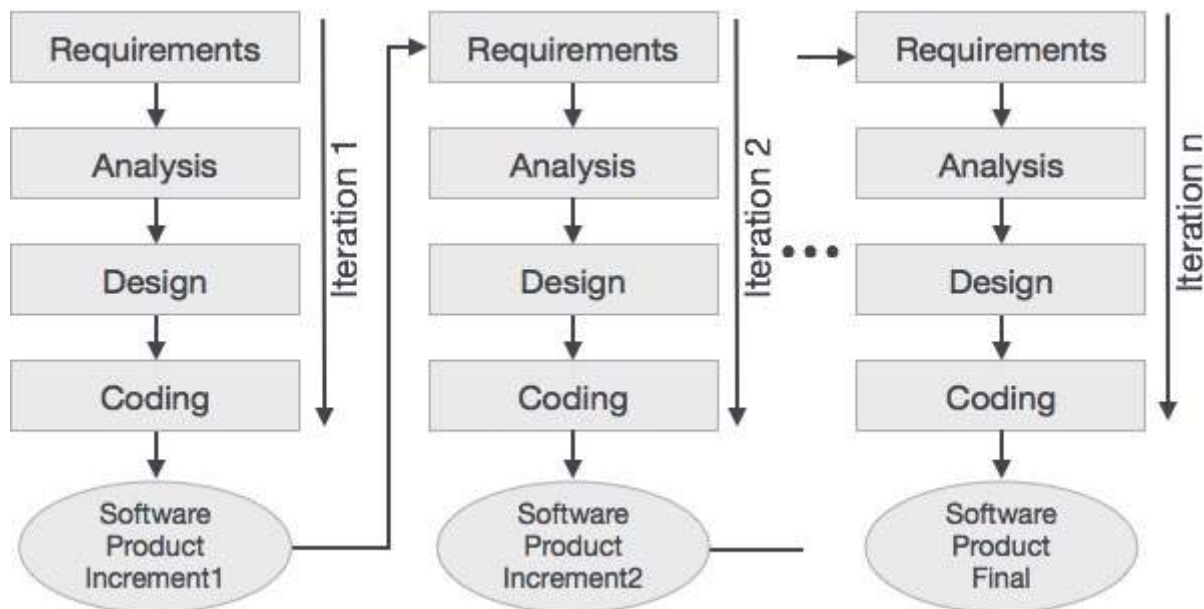 Requirements
Analysis
Design
Coding
Software
Product
Increment1
Iteration 1
Requirements
Analysis
Design
Coding
Software
Product
Increment2
Iteration 2
Requirements
Analysis
Design
Coding
Software
Product
Final
Iteration n